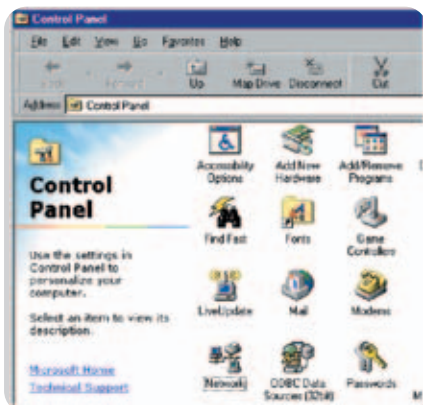 Control Panel
File Edit View Go Favorites Help
Back Forward Up Map Drive Disconnect Cut
Address Control Panel
Control
Panel
Use the settings in
Control Panel to
personalize your
computer.
Select an item to view its
description.
Microsoft Home
Technical Support
Accessibility
Options
Add New
Hardware
Add/Remove
Programs
Find Fast
Fonts
Game
Controllers
LiveUpdate
Mail
Modems
Network
ODBC Data
Sources (32bit)
Passwords